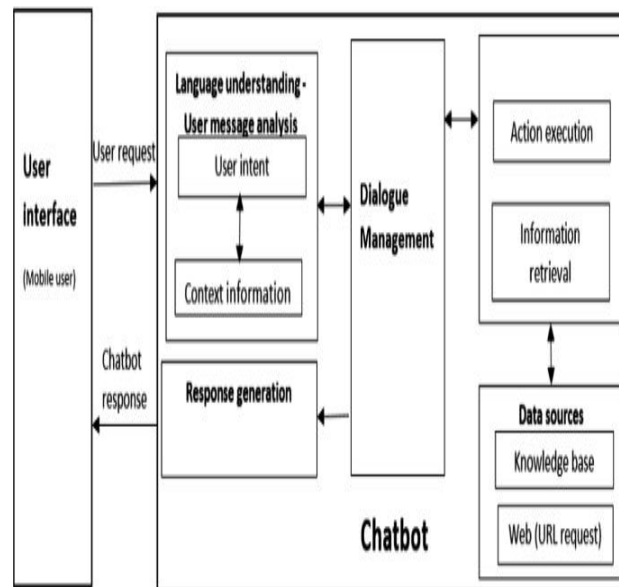 User
interface
(Mobile user)
User request
Chatbot
response
Language understanding -
User message analysis
User intent
Context information
Response generation
Dialogue
Management
Action execution
Information
retrieval
Data sources
Knowledge base
Web (URL request)
Chatbot